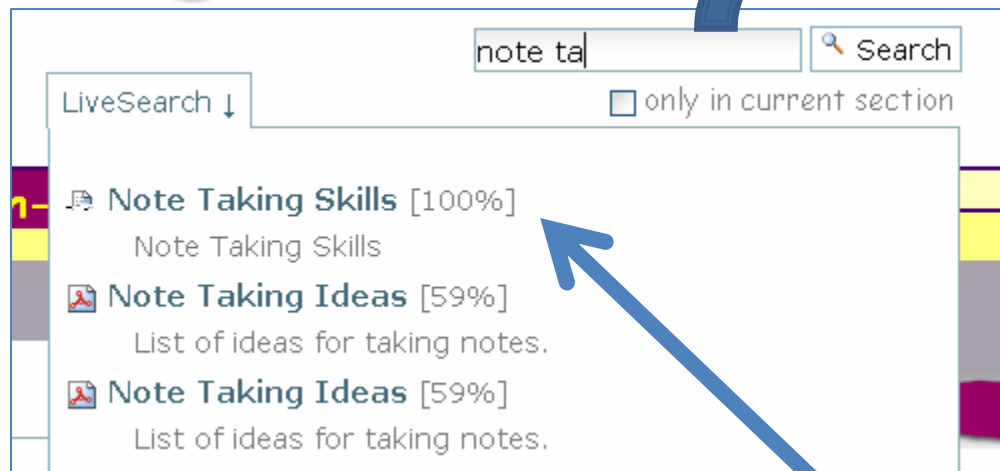 note ta
Search
LiveSearch ↓
only in current section
Note Taking Skills [100%]
Note Taking Skills
Note Taking Ideas [59%]
List of ideas for taking notes.
Note Taking Ideas [59%]
List of ideas for taking notes.